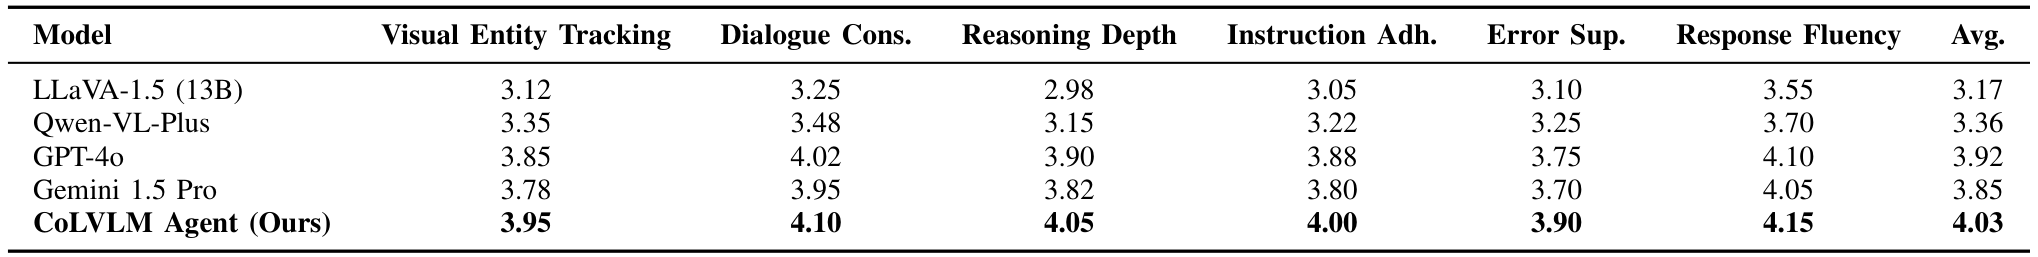 Model Visual Entity Tracking Dialogue Cons. Reasoning Depth Instruction Adh. Error Sup. Response Fluency Avg.
LLaVA-1.5 (13B) 3.12 3.25 2.98 3.05 3.10 3.55 3.17
Qwen-VL-Plus 3.35 3.48 3.15 3.22 3.25 3.70 3.36
GPT-4o 3.85 4.02 3.90 3.88 3.75 4.10 3.92
Gemini 1.5 Pro 3.78 3.95 3.82 3.80 3.70 4.05 3.85
CoLVLM Agent (Ours) 3.95 4.10 4.05 4.00 3.90 4.15 4.03